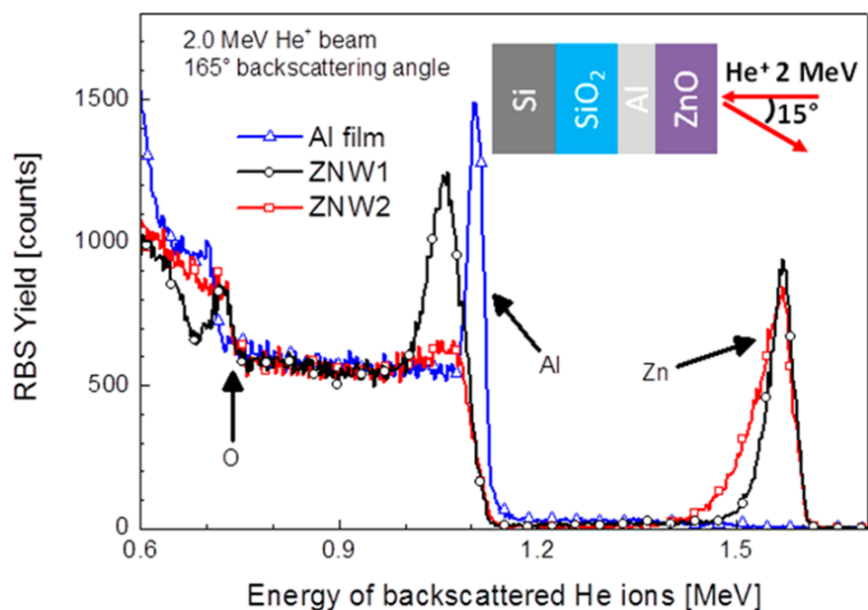 2.0 MeV He⁺ beam
165° backscattering angle
Al film
ZNW1
ZNW2
Si
SiO₂
Al
ZnO
He⁺ 2 MeV
15°
1500
1000
500
0
RBS Yield [counts]
O
Al
Zn
0.6
0.9
1.2
1.5
Energy of backscattered He ions [MeV]